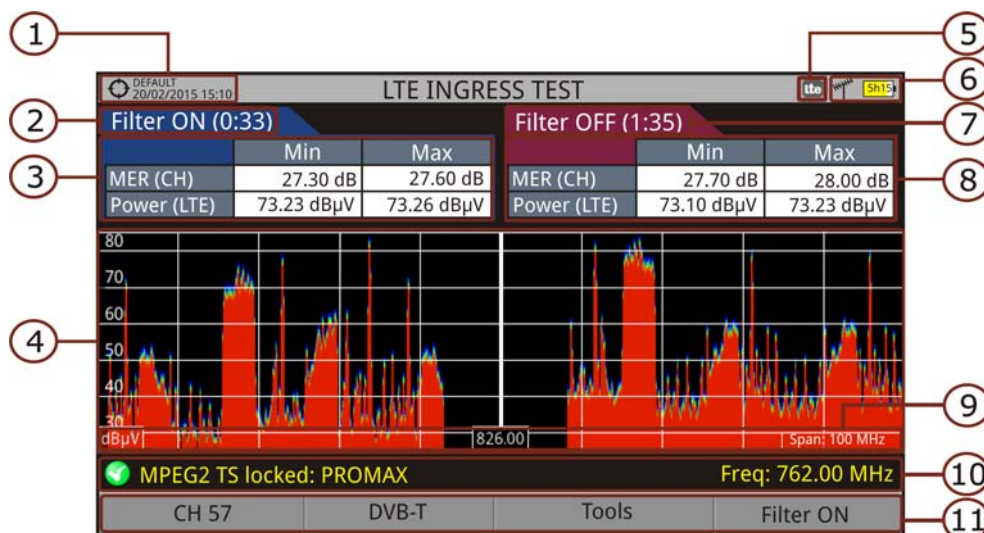 1
5
6
DEFAULT
20/02/2015 15:10
LTE INGRESS TEST
lte
5h15
2
Filter ON (0:33)
Filter OFF (1:35)
7
3
Min Max
MER (CH) 27.30 dB 27.60 dB
Power (LTE) 73.23 dBµV 73.26 dBµV
Min Max
MER (CH) 27.70 dB 28.00 dB
Power (LTE) 73.10 dBµV 73.23 dBµV
8
4
80
70
60
50
40
30
dBµV
826.00
Span: 100 MHz
9
MPEG2 TS locked: PROMAX
Freq: 762.00 MHz
10
CH 57
DVB-T
Tools
Filter ON
11